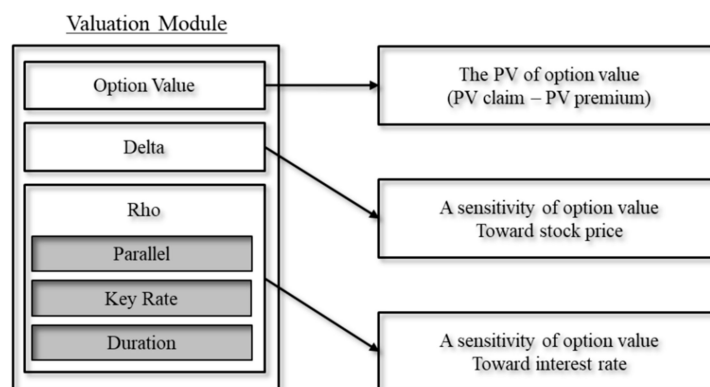 Valuation Module
Option Value
The PV of option value
(PV claim – PV premium)
Delta
A sensitivity of option value
Toward stock price
Rho
Parallel
Key Rate
Duration
A sensitivity of option value
Toward interest rate